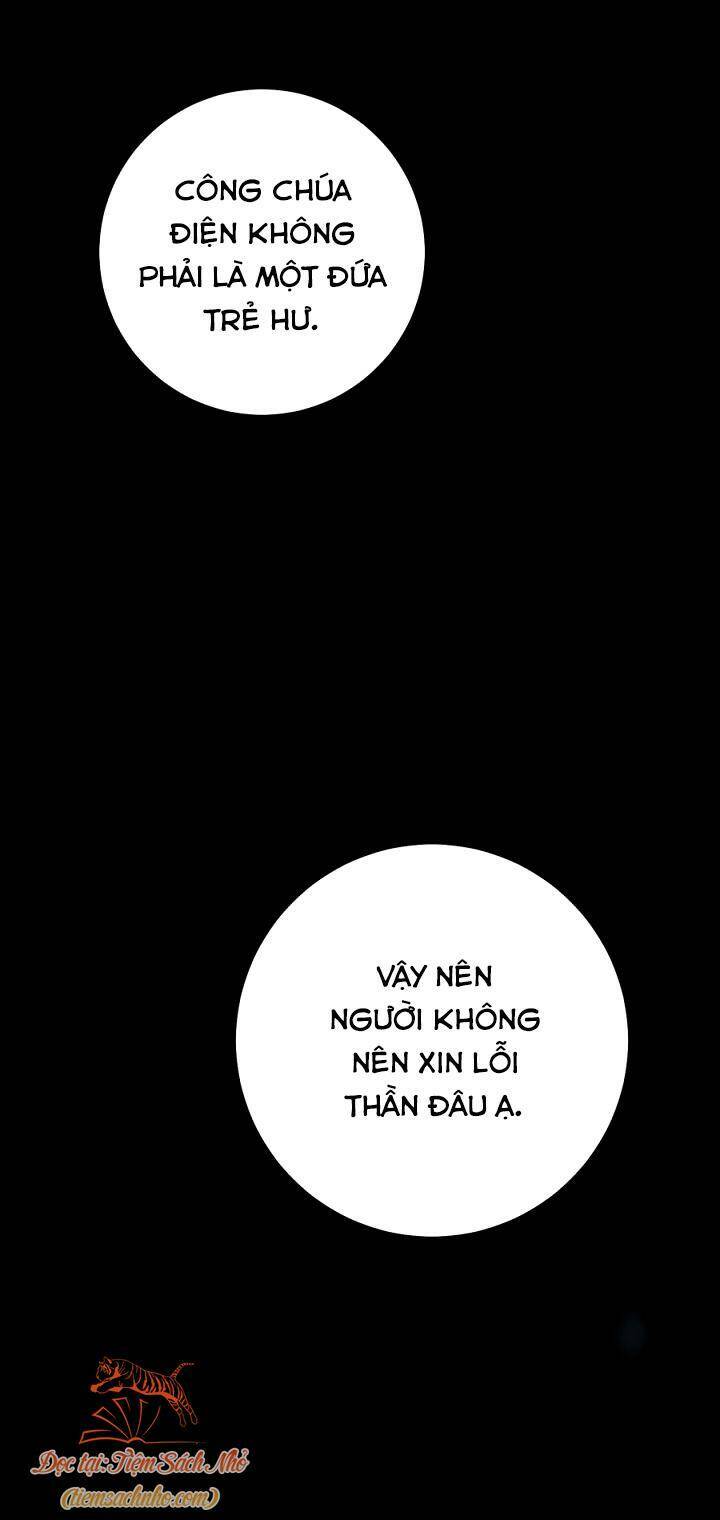 CÔNG CHÚA
ĐIỆN KHÔNG
PHẢI LÀ MỘT ĐỨA
TRẺ HƯ.
VẬY NÊN
NGƯỜI KHÔNG
NÊN XIN LỖI
THẦN ĐÂU Ạ.
Đọc tại: Tiệm Sách Nhỏ
(tiemsachnho.com)